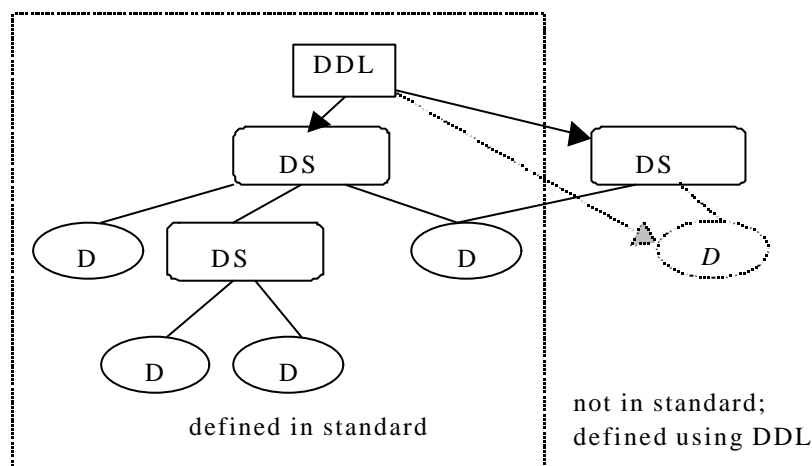 DDL
DS
DS
D
DS
D
D
D
D
defined in standard
not in standard;
defined using DDL